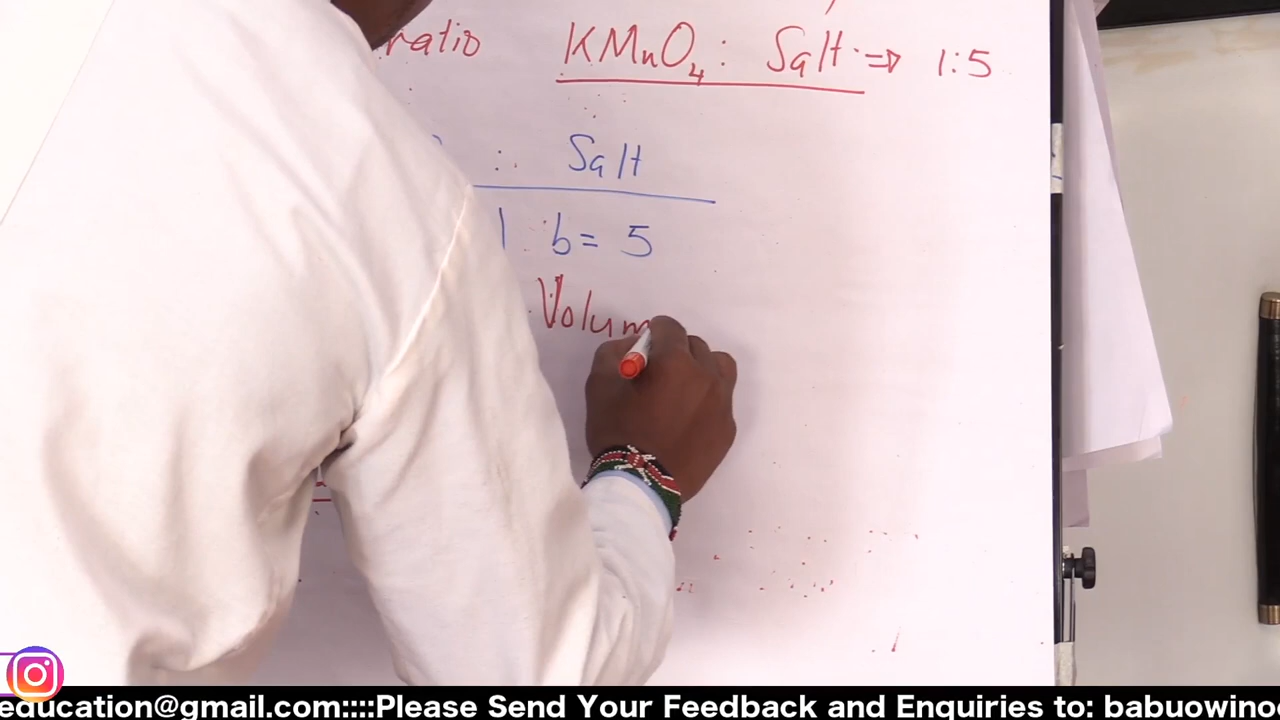 ratio KMnO4 : Salt ⇒ 1:5
: Salt
1 b = 5
Volum
education@gmail.com::::Please Send Your Feedback and Enquiries to: babuowino